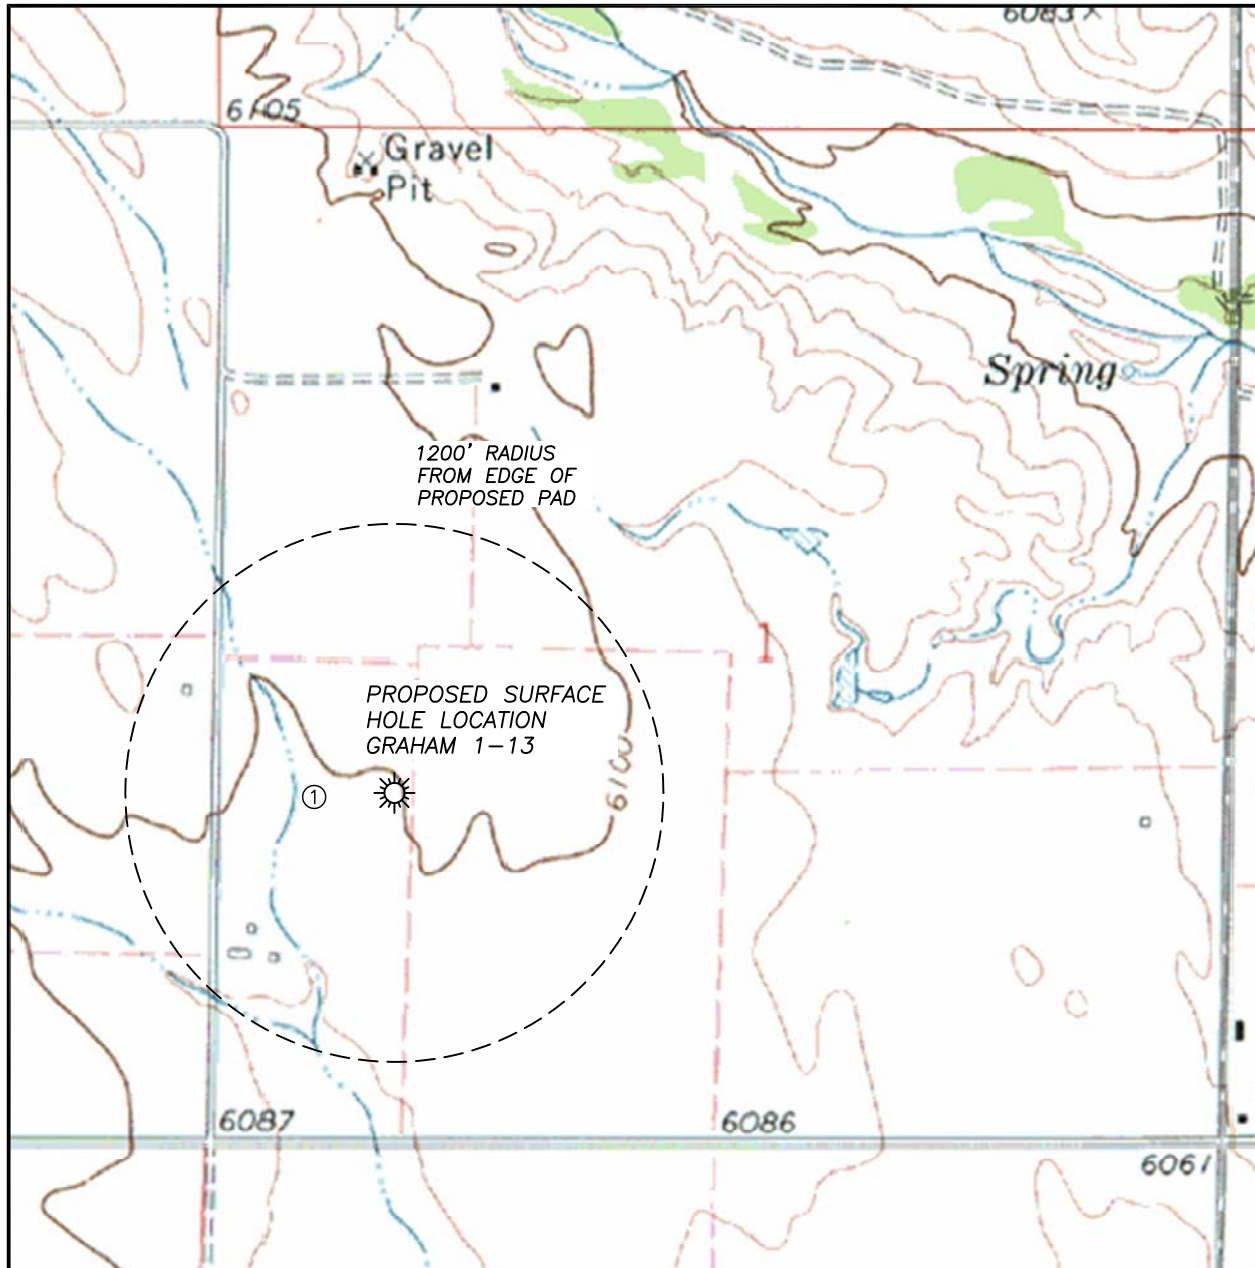 6083
6105
Gravel
Pit
Spring
1200' RADIUS
FROM EDGE OF
PROPOSED PAD
1
PROPOSED SURFACE
HOLE LOCATION
GRAHAM 1-13
6100
①
6087
6086
6061